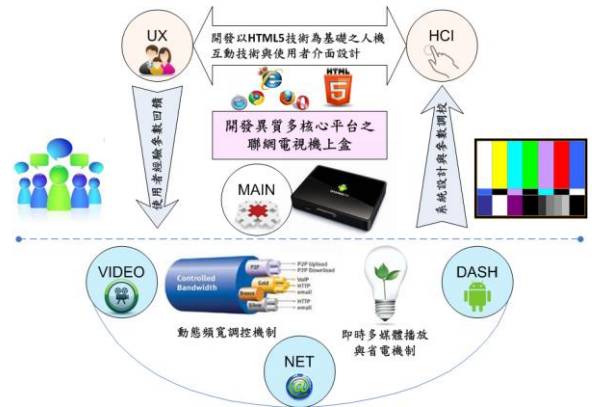 UX
開發以HTML5技術為基礎之人機
互動技術與使用者介面設計
HCI
HTML
5
使用者經驗參數回饋
開發異質多核心平台之
聯網電視機上盒
系統設計與參數調校
MAIN
VIDEO
Controlled
Bandwidth
P2P
Gold
Bronze
Silver
P2P Upload
P2P Download
VoIP
HTTP
email
HTTP
email
DASH
動態頻寬調控機制
即時多媒體播放
與省電機制
NET
@